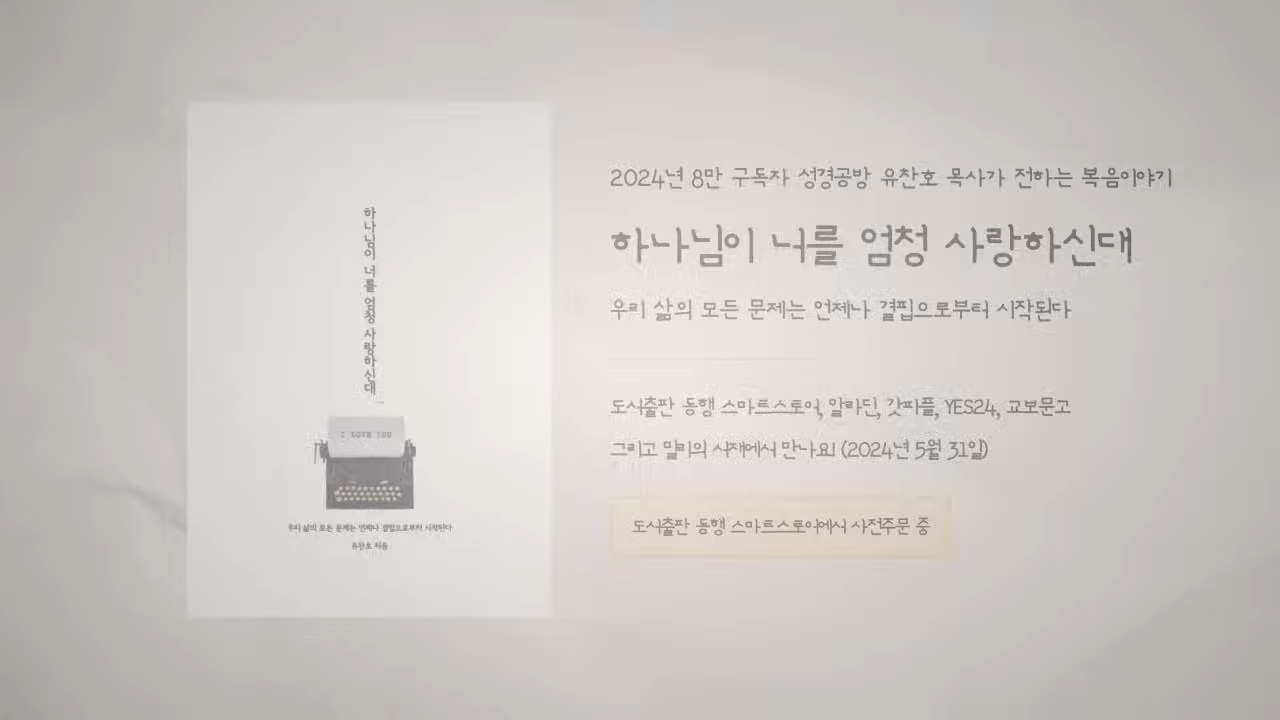 하나님이 너를 엄청 사랑하신대
I LOVE YOU
우리 삶의 모든 문제는 언제나 결핍으로부터 시작된다
유찬호 지음
2024년 8만 구독자 성경공방 유찬호 목사가 전하는 복음이야기
하나님이 너를 엄청 사랑하신대
우리 삶의 모든 문제는 언제나 결핍으로부터 시작된다
도서출판 동행 스마트스토어, 알라딘, 갓피플, YES24, 교보문고
그리고 밀리의 서재에서 만나요! (2024년 5월 31일)
도서출판 동행 스마트스토어에서 사전주문 중